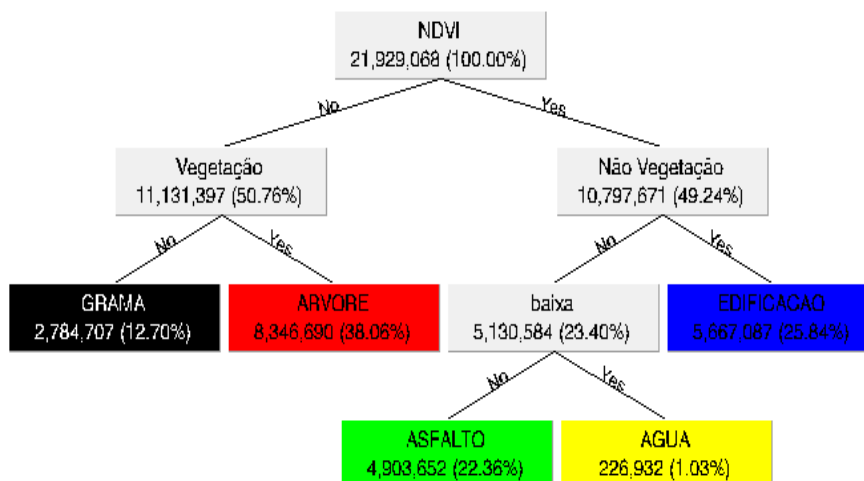 NDVI
21,929,068 (100.00%)
No
Yes
Vegetação
11,131,397 (50.76%)
Não Vegetação
10,797,671 (49.24%)
No
Yes
No
Yes
GRAMA
2,784,707 (12.70%)
ARVORE
8,346,690 (38.06%)
baixa
5,130,584 (23.40%)
EDIFICACAO
5,667,087 (25.84%)
No
Yes
ASFALTO
4,903,652 (22.36%)
AGUA
226,932 (1.03%)